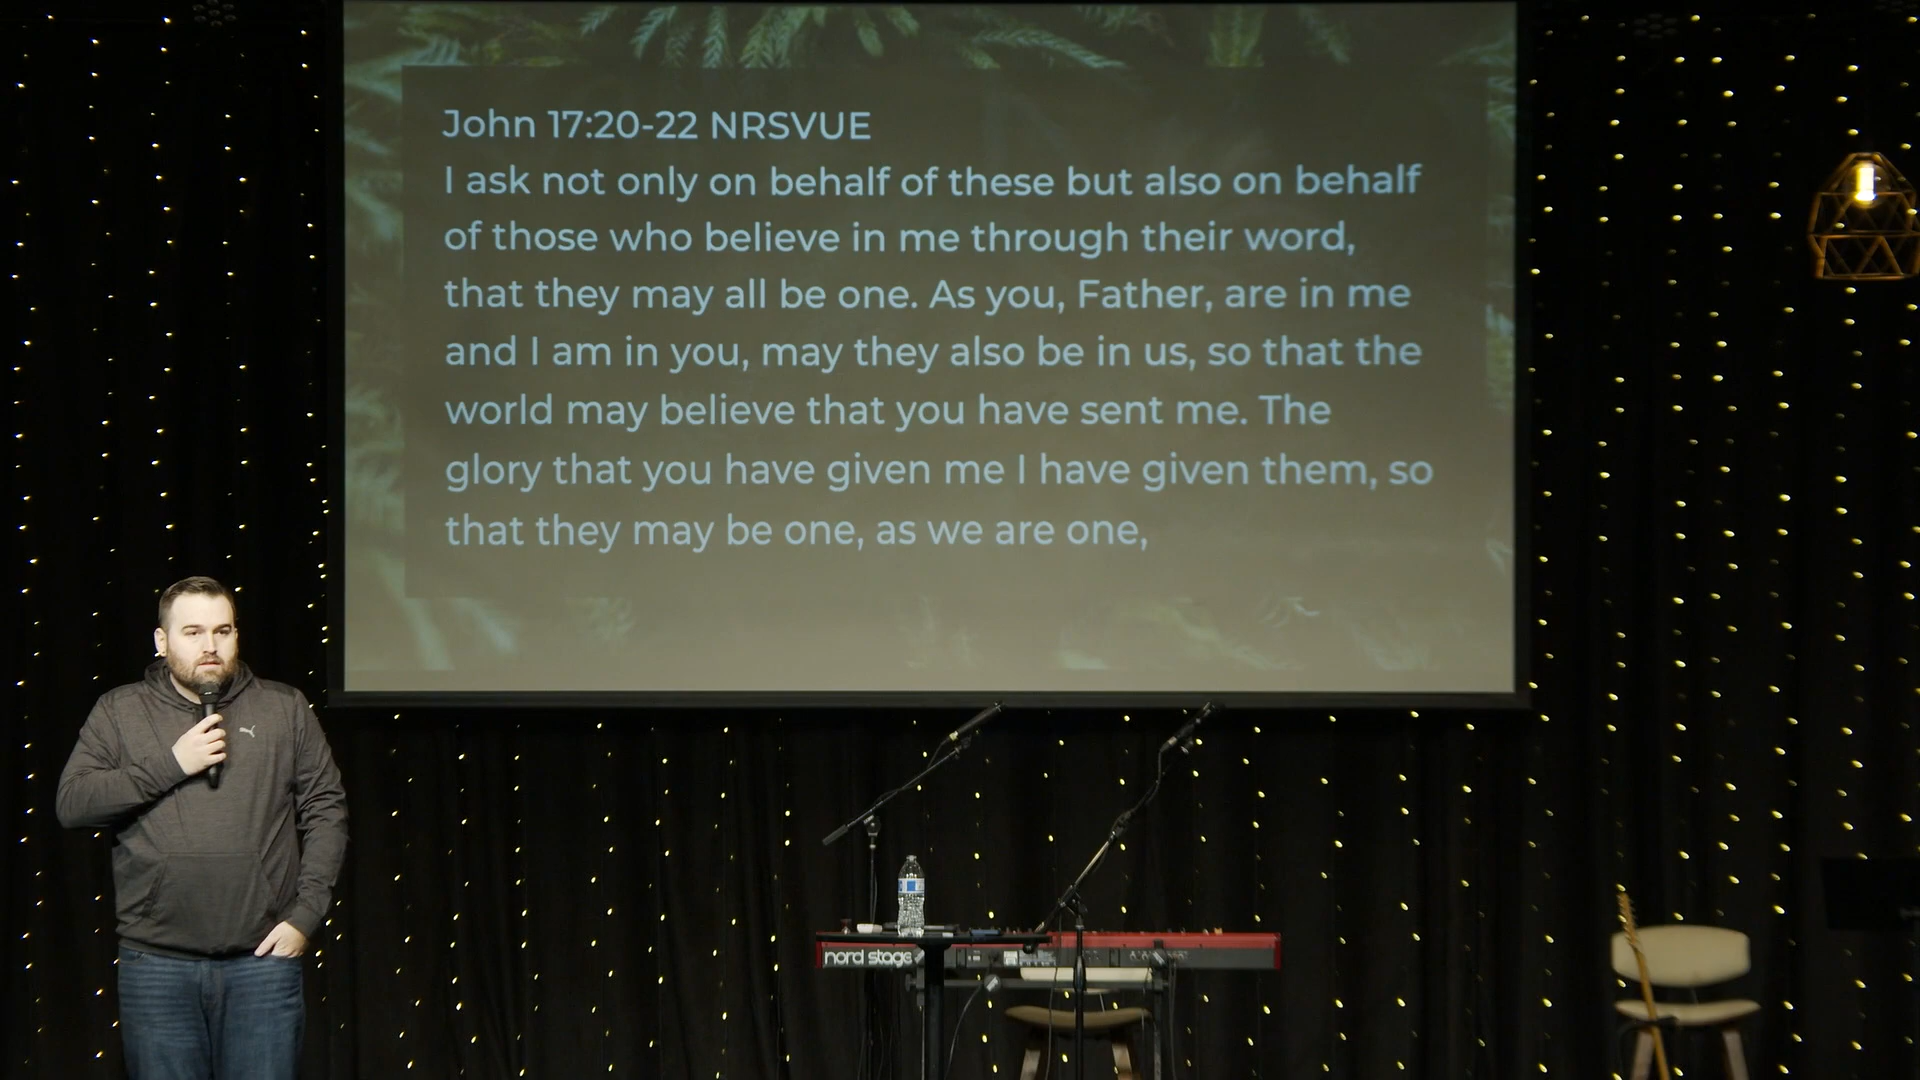 John 17:20-22 NRSVUE
I ask not only on behalf of these but also on behalf
of those who believe in me through their word,
that they may all be one. As you, Father, are in me
and I am in you, may they also be in us, so that the
world may believe that you have sent me. The
glory that you have given me I have given them, so
that they may be one, as we are one,
nord stage